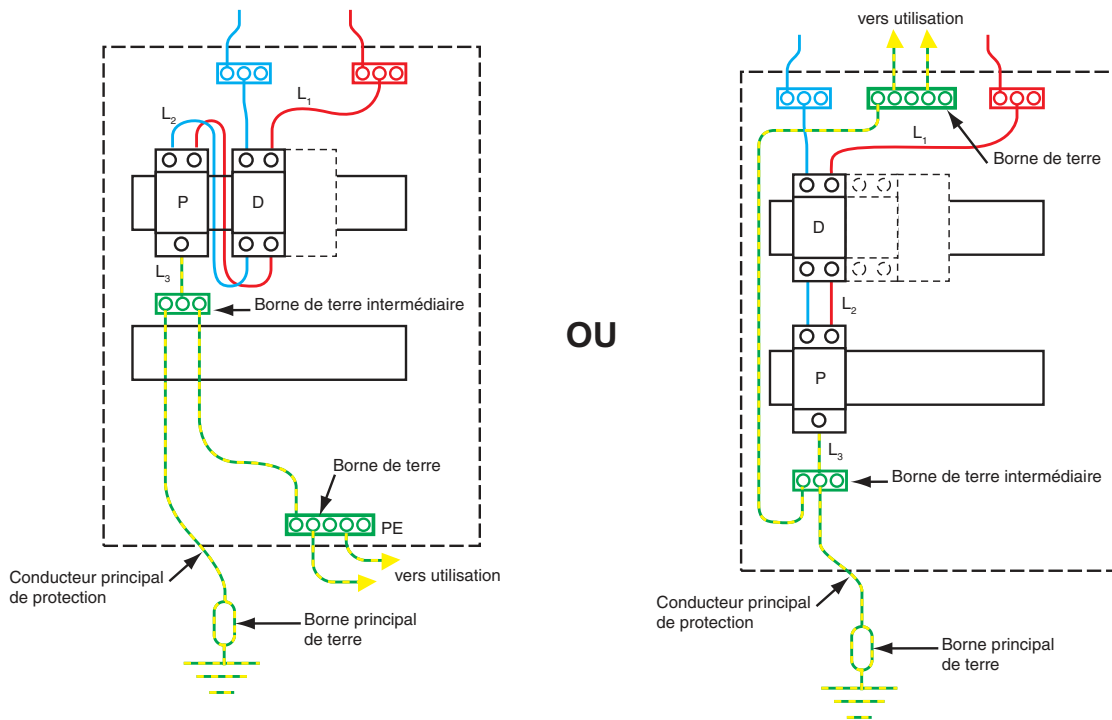 L1
L2
P
D
L3
Borne de terre intermédiaire
Borne de terre
PE
vers utilisation
Conducteur principal
de protection
Borne principal
de terre
OU
vers utilisation
L1
Borne de terre
D
L2
P
L3
Borne de terre intermédiaire
Conducteur principal
de protection
Borne principal
de terre